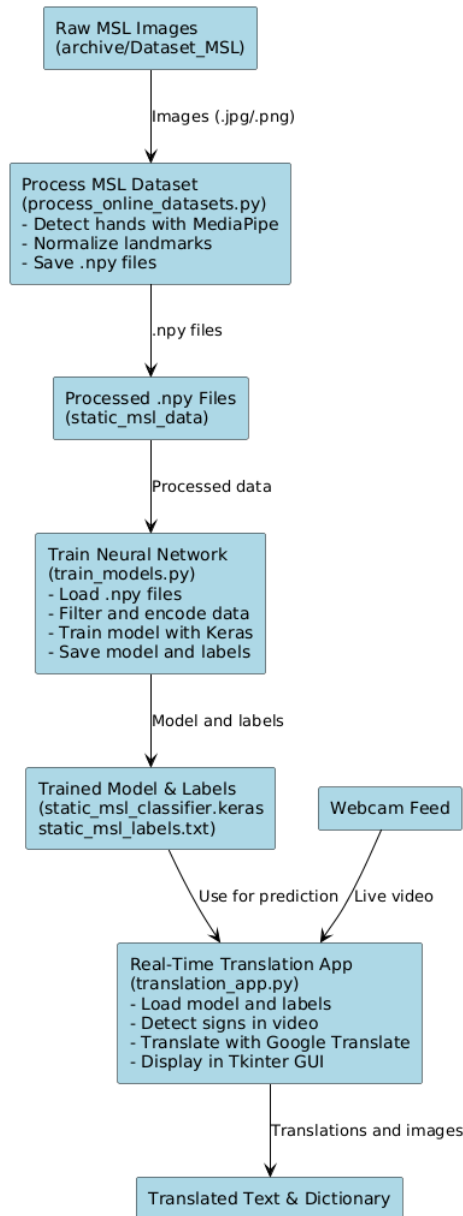 Raw MSL Images
(archive/Dataset_MSL)
Images (.jpg/.png)
Process MSL Dataset
(process_online_datasets.py)
- Detect hands with MediaPipe
- Normalize landmarks
- Save .npy files
.npy files
Processed .npy Files
(static_msl_data)
Processed data
Train Neural Network
(train_models.py)
- Load .npy files
- Filter and encode data
- Train model with Keras
- Save model and labels
Model and labels
Trained Model & Labels
(static_msl_classifier.keras
static_msl_labels.txt)
Webcam Feed
Use for prediction
Live video
Real-Time Translation App
(translation_app.py)
- Load model and labels
- Detect signs in video
- Translate with Google Translate
- Display in Tkinter GUI
Translations and images
Translated Text & Dictionary